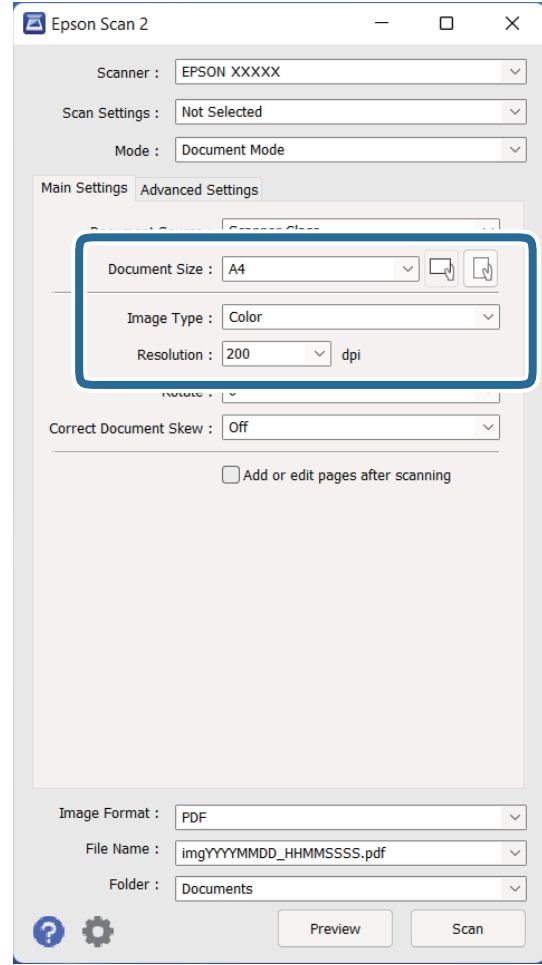 Epson Scan 2
Scanner : EPSON XXXXX
Scan Settings : Not Selected
Mode : Document Mode
Main Settings Advanced Settings
Document Size : A4
Image Type : Color
Resolution : 200 dpi
Correct Document Skew : Off
Add or edit pages after scanning
Image Format : PDF
File Name : imgYYYYMMDD_HHMMSSSS.pdf
Folder : Documents
? Preview Scan